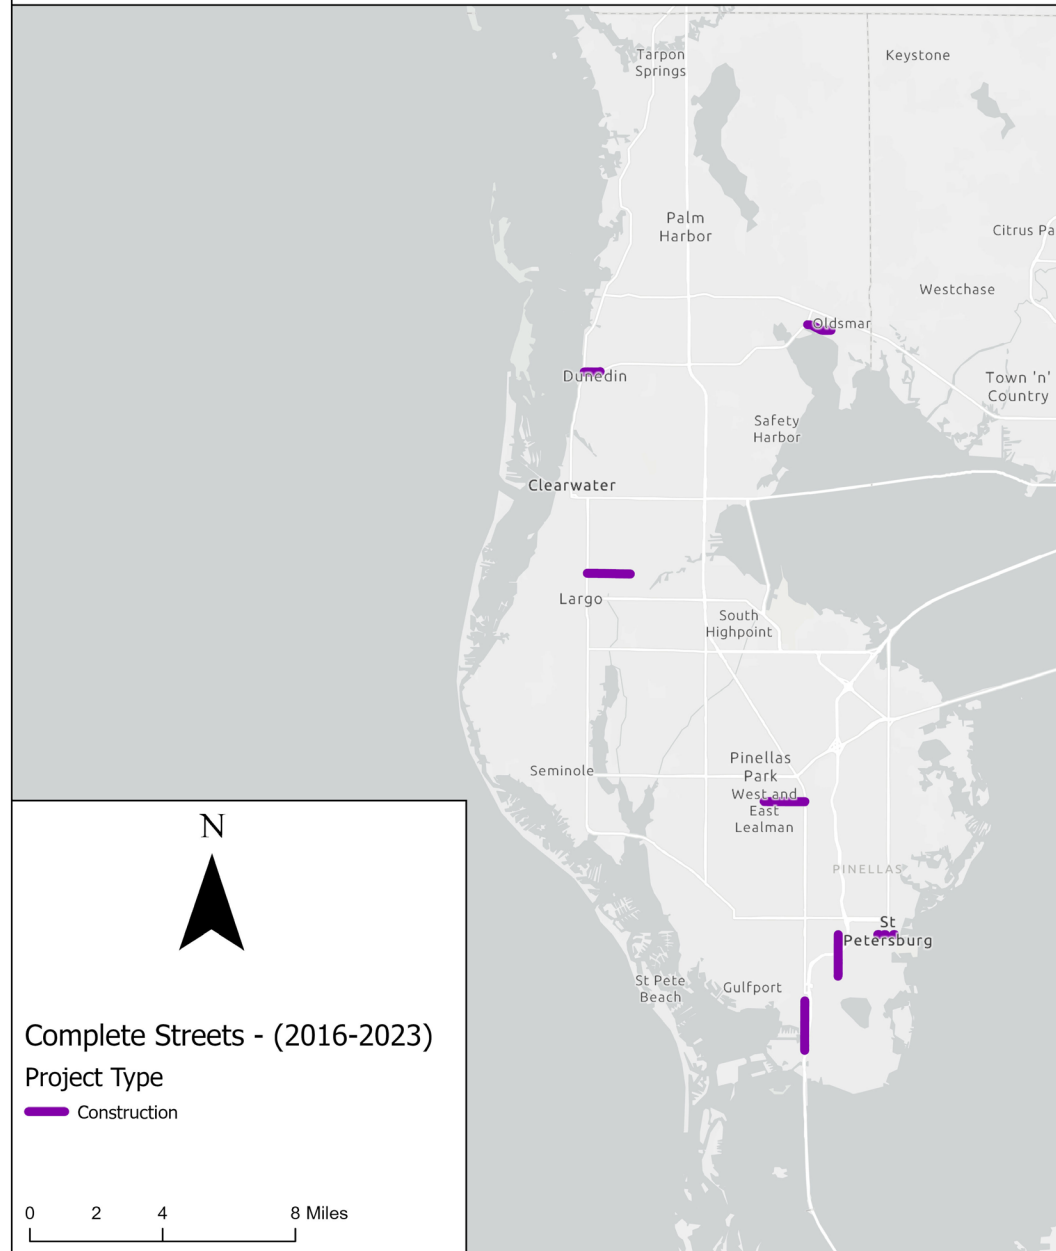 Tarpon
Springs
Keystone
Palm
Harbor
Citrus Pa
Westchase
Oldsmar
Dunedin
Town 'n'
Country
Safety
Harbor
Clearwater
Largo
South
Highpoint
Pinellas
Park
Seminole
West and
East
Lealman
PINELLAS
St
Petersburg
St Pete
Beach
Gulfport
N
Complete Streets - (2016-2023)
Project Type
Construction
0 2 4 8 Miles